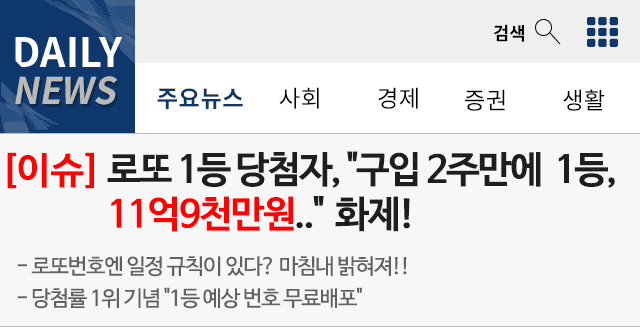 DAILY
NEWS
검색
주요뉴스 사회 경제 증권 생활
[이슈] 로또 1등 당첨자, "구입 2주만에 1등,
11억9천만원.." 화제!
- 로또번호엔 일정 규칙이 있다? 마침내 밝혀져!!
- 당첨률 1위 기념 "1등 예상 번호 무료배포"